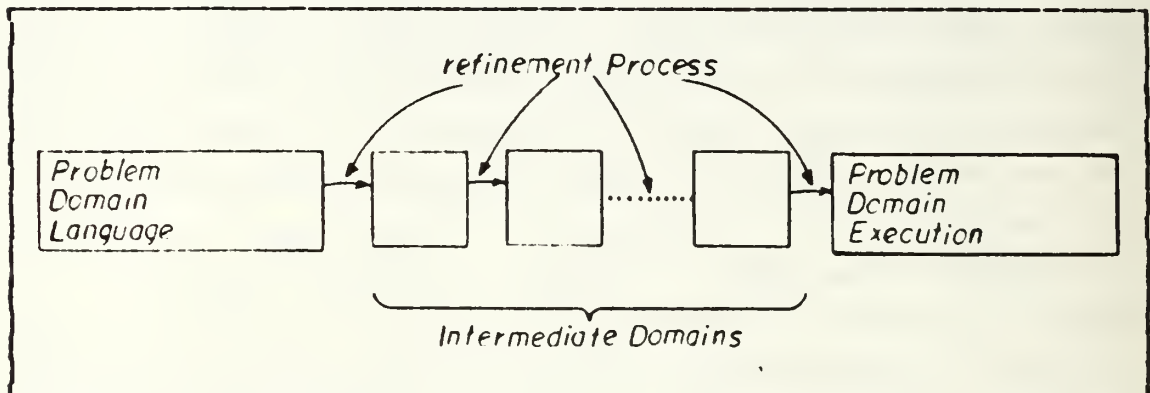 refinement Process
Problem
Domain
Language
Problem
Domain
Execution
Intermediate Domains